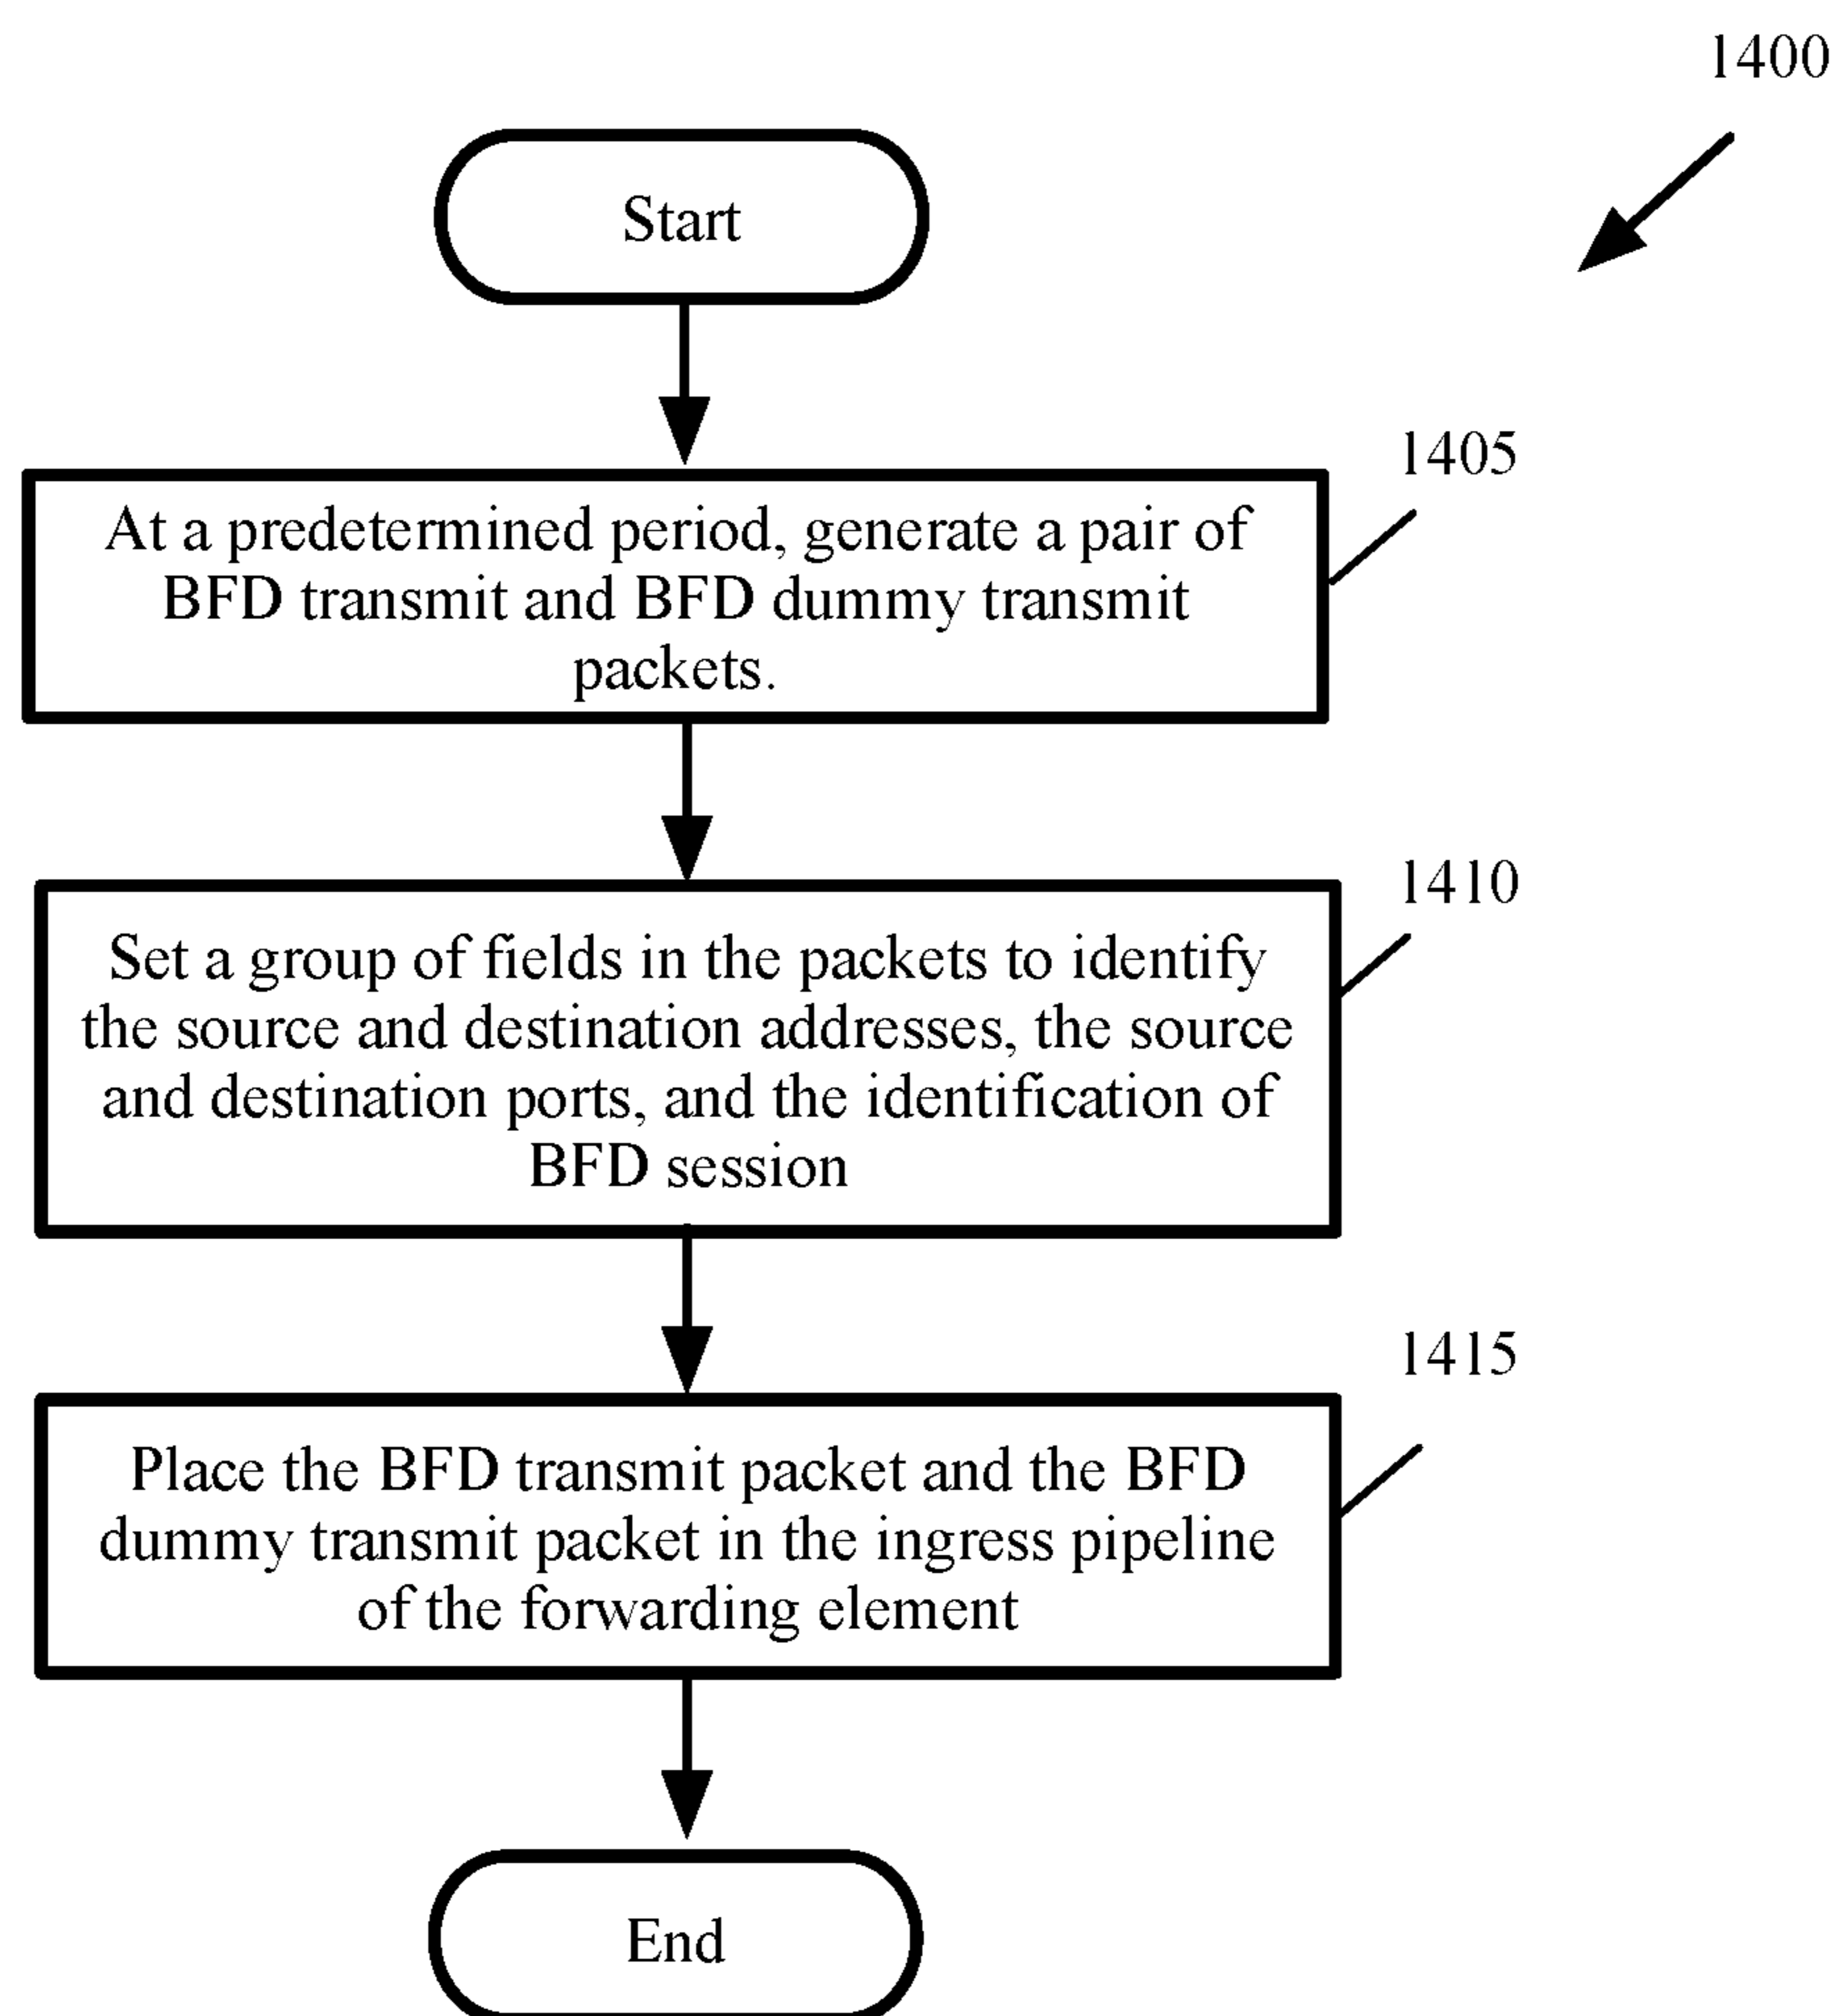 1400
Start
1405
At a predetermined period, generate a pair of
BFD transmit and BFD dummy transmit
packets.
1410
Set a group of fields in the packets to identify
the source and destination addresses, the source
and destination ports, and the identification of
BFD session
1415
Place the BFD transmit packet and the BFD
dummy transmit packet in the ingress pipeline
of the forwarding element
End